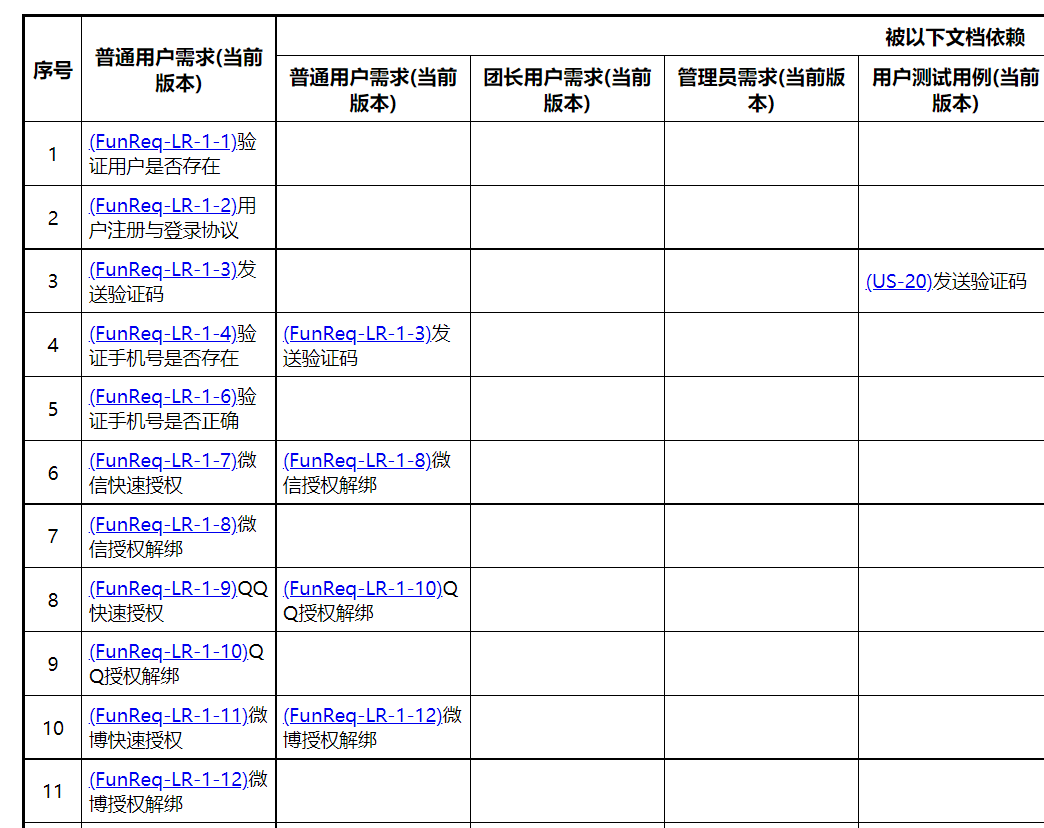 序号
普通用户需求(当前
版本)
被以下文档依赖
普通用户需求(当前
版本)
团长用户需求(当前
版本)
管理员需求(当前版
本)
用户测试用例(当前
版本)
1
(FunReq-LR-1-1)验
证用户是否存在
2
(FunReq-LR-1-2)用
户注册与登录协议
3
(FunReq-LR-1-3)发
送验证码
(US-20)发送验证码
4
(FunReq-LR-1-4)验
证手机号是否存在
(FunReq-LR-1-3)发
送验证码
5
(FunReq-LR-1-6)验
证手机号是否正确
6
(FunReq-LR-1-7)微
信快速授权
(FunReq-LR-1-8)微
信授权解绑
7
(FunReq-LR-1-8)微
信授权解绑
8
(FunReq-LR-1-9)QQ
快速授权
(FunReq-LR-1-10)Q
Q授权解绑
9
(FunReq-LR-1-10)Q
Q授权解绑
10
(FunReq-LR-1-11)微
博快速授权
(FunReq-LR-1-12)微
博授权解绑
11
(FunReq-LR-1-12)微
博授权解绑